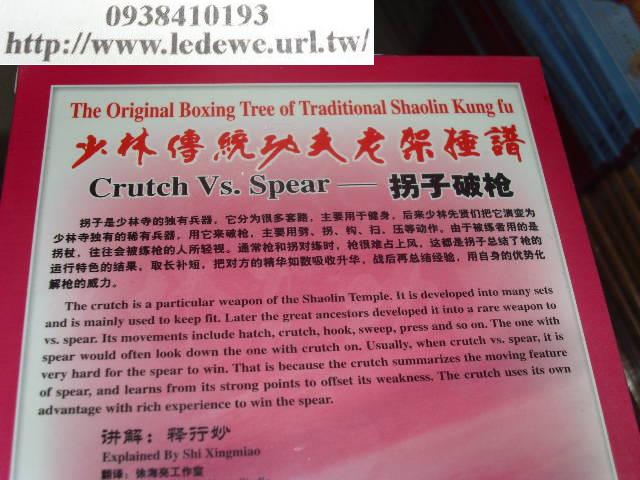 0938410193
http://www.ledewe.url.tw/
The Original Boxing Tree of Traditional Shaolin Kung fu
少林傳統功夫老架拯譜
Crutch Vs. Spear — 拐子破枪
拐子是少林寺的独有兵器，它分为很多套路，主要用于健身，后来少林先贤们把它演变为
少林寺独有的稀有兵器，用它来破枪，主要用劈、拐、钩、扫、压等动作。由于被练者用的是
拐杖，往往会被练枪的人所轻视。通常枪和拐对练时，枪很难占上风，这都是拐子总结了枪的
运行特色的结果，取长补短，把对方的精华如数吸收升华，战后再总结经验，用自身的优势化
解枪的威力。
The crutch is a particular weapon of the Shaolin Temple. It is developed into many sets
and is mainly used to keep fit. Later the great ancestors developed it into a rare weapon to
vs. spear. Its movements include hatch, crutch, hook, sweep, press and so on. The one with
spear would often look down the one with crutch on. Usually, when crutch vs. spear, it is
very hard for the spear to win. That is because the crutch summarizes the moving feature
of spear, and learns from its strong points to offset its weakness. The crutch uses its own
advantage with rich experience to win the spear.
讲解：释行妙
Explained By Shi Xingmiao
翻译：徐海亮工作室